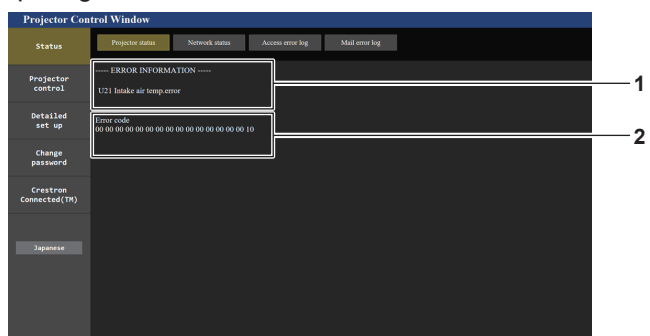 Projector Control Window
Status
Projector status
Network status
Access error log
Mail error log
Projector
control
Detailed
set up
Change
password
Crestron
Connected(TM)
Japanese
----- ERROR INFORMATION -----
U21 Intake air temp.error
Error code
00 00 00 00 00 00 00 00 00 00 00 00 00 00 00 10
1
2